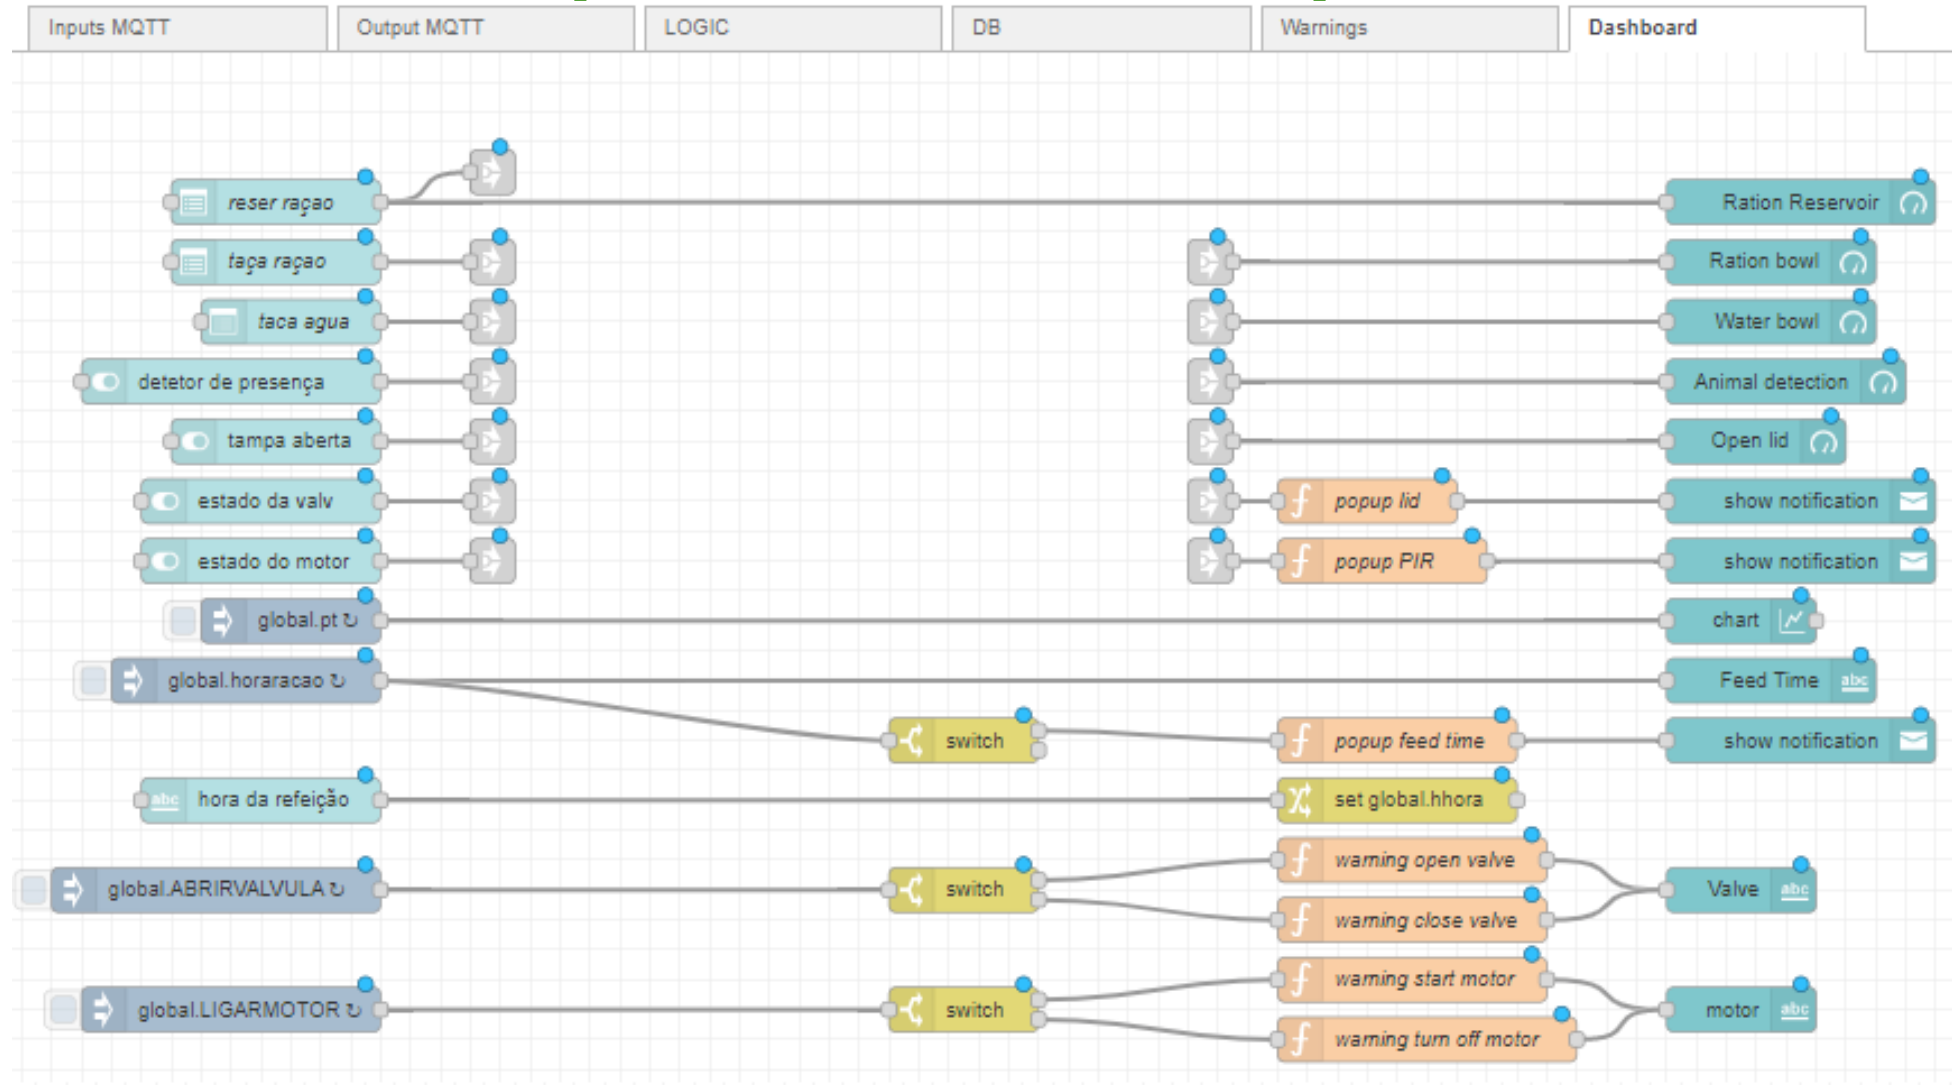 Inputs MQTT
Output MQTT
LOGIC
DB
Warnings
Dashboard
reser raçao
Ration Reservoir
taça raçao
Ration bowl
taca agua
Water bowl
detetor de presença
Animal detection
tampa aberta
Open lid
estado da valv
popup lid
show notification
estado do motor
popup PIR
show notification
global.pt ↻
chart
global.horaracao ↻
Feed Time
abc
switch
popup feed time
show notification
abc
hora da refeição
set global.hhora
warning open valve
global.ABRIRVALVULA ↻
switch
Valve
abc
warning close valve
warning start motor
global.LIGARMOTOR ↻
switch
motor
abc
warning turn off motor